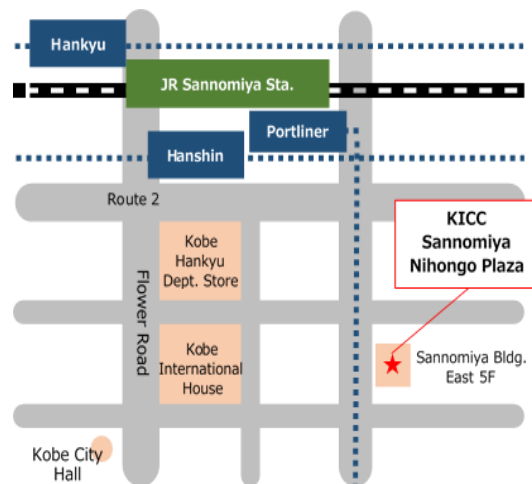 Hankyu
JR Sannomiya Sta.
Portliner
Hanshin
Route 2
KICC
Sannomiya
Nihongo Plaza
Kobe
Hankyu
Dept. Store
Flower Road
Kobe
International
House
Sannomiya Bldg.
East 5F
Kobe City
Hall